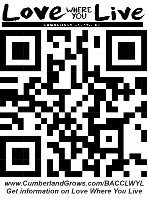 Love WHERE YOU Live
www.CumberlandGrows.com/BACCLWYL
Get information on Love Where You Live